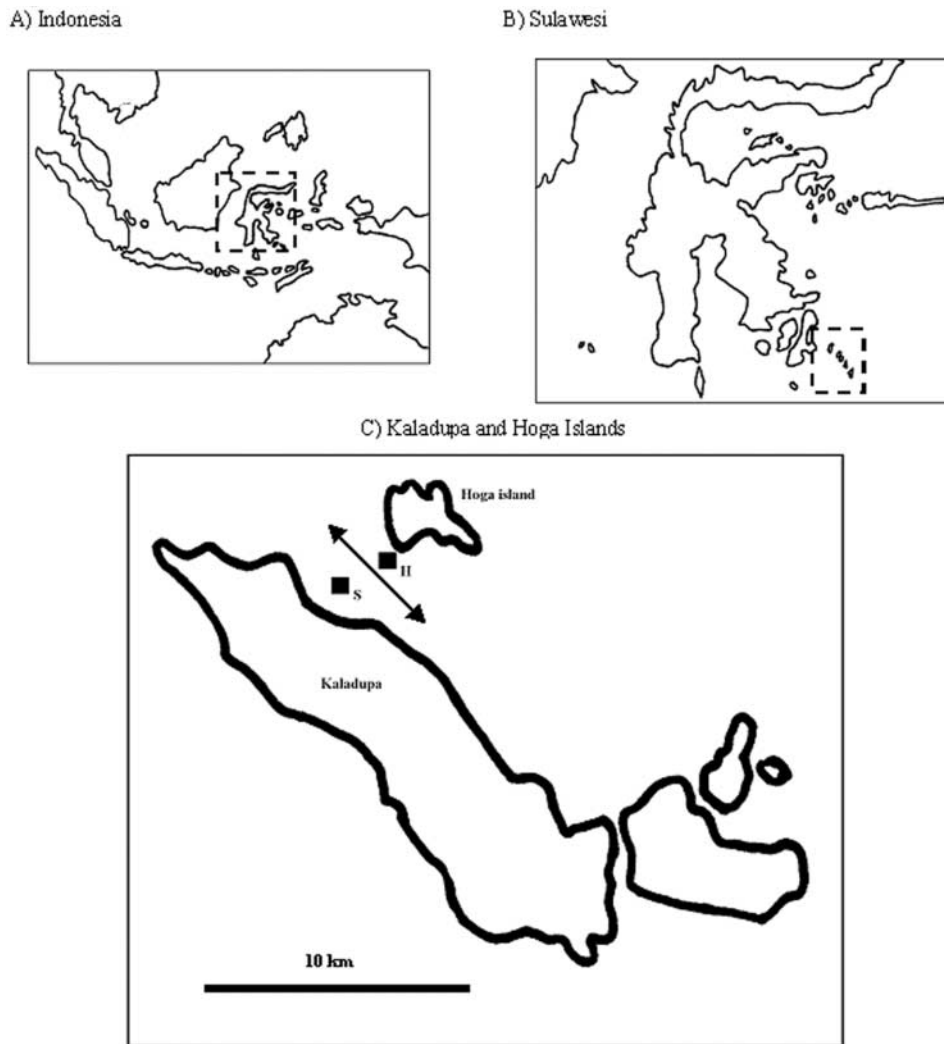 A) Indonesia
B) Sulawesi
C) Kaladupa and Hoga Islands
Hoga island
H
S
Kaladupa
10 km